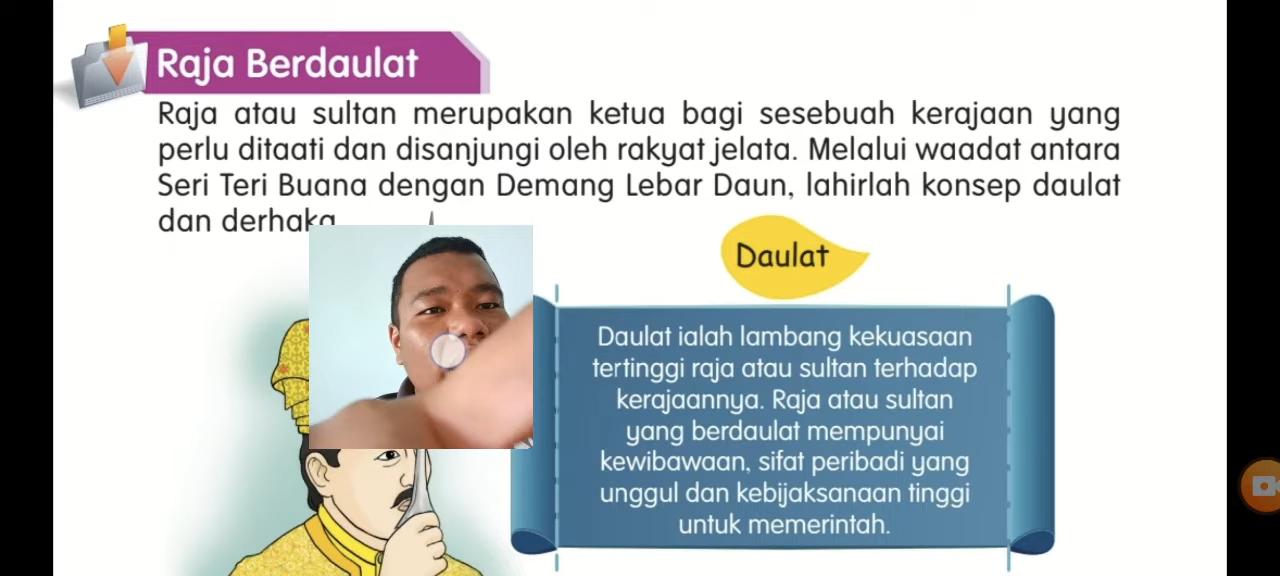 Raja Berdaulat
Raja atau sultan merupakan ketua bagi sesebuah kerajaan yang
perlu ditaati dan disanjungi oleh rakyat jelata. Melalui waadat antara
Seri Teri Buana dengan Demang Lebar Daun, lahirlah konsep daulat
dan derhaka
Daulat
Daulat ialah lambang kekuasaan
tertinggi raja atau sultan terhadap
kerajaannya. Raja atau sultan
yang berdaulat mempunyai
kewibawaan, sifat peribadi yang
unggul dan kebijaksanaan tinggi
untuk memerintah.